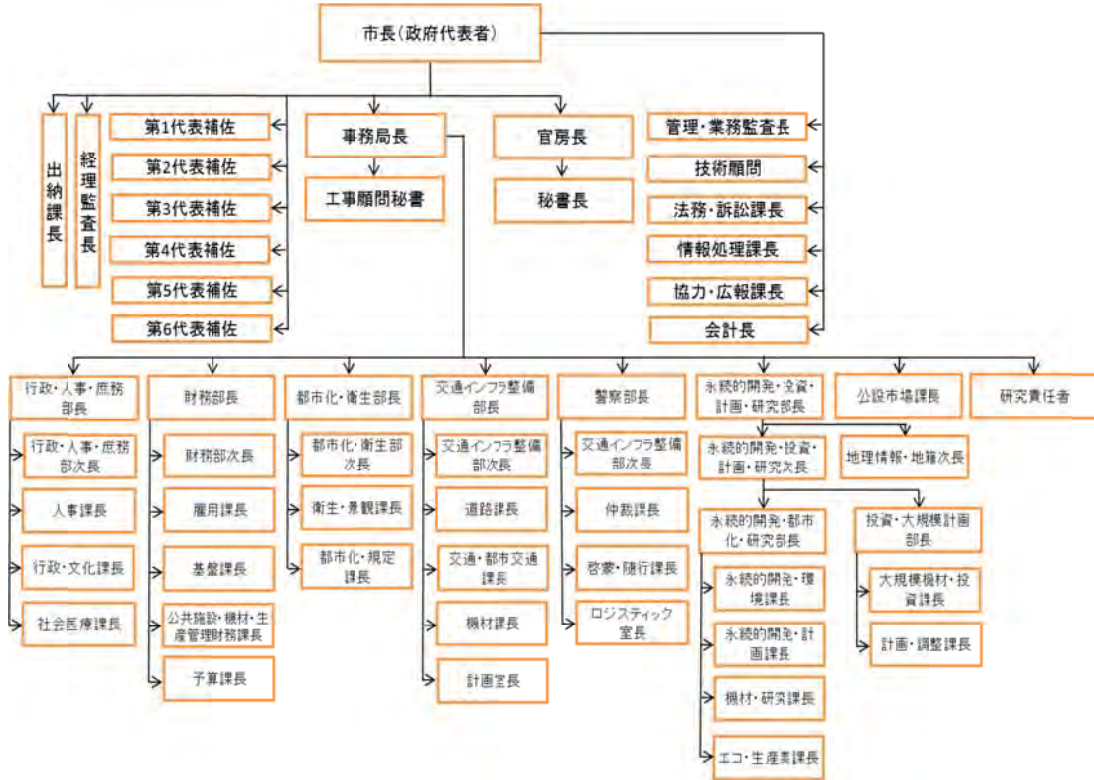 市長（政府代表者）
出納課長
経理監査長
第1代表補佐
第2代表補佐
第3代表補佐
第4代表補佐
第5代表補佐
第6代表補佐
事務局長
工事顧問秘書
官房長
秘書長
管理・業務監査長
技術顧問
法務・訴訟課長
情報処理課長
協力・広報課長
会計長
行政・人事・庶務
部長
行政・人事・庶務
部次長
人事課長
行政・文化課長
社会医療課長
財務部長
財務部次長
雇用課長
基盤課長
公共施設・機材・生
産管理財務課長
予算課長
都市化・衛生部長
都市化・衛生部
次長
衛生・景観課長
都市化・規定
課長
交通インフラ整備
部長
交通インフラ整備
部次長
道路課長
交通・都市交通
課長
機材課長
計画室長
警察部長
交通インフラ整備
部次長
仲裁課長
啓蒙・随行課長
ロジスティック
室長
永続的開発・投資・
計画・研究部長
永続的開発・投資・
計画・研究次長
永続的開発・都市
化・研究部長
永続的開発・環
境課長
永続的開発・計
画課長
機材・研究課長
エコ・生産業課長
地理情報・地籍次長
投資・大規模計画
部長
大規模機材・投
資課長
計画・調整課長
公設市場課長
研究責任者